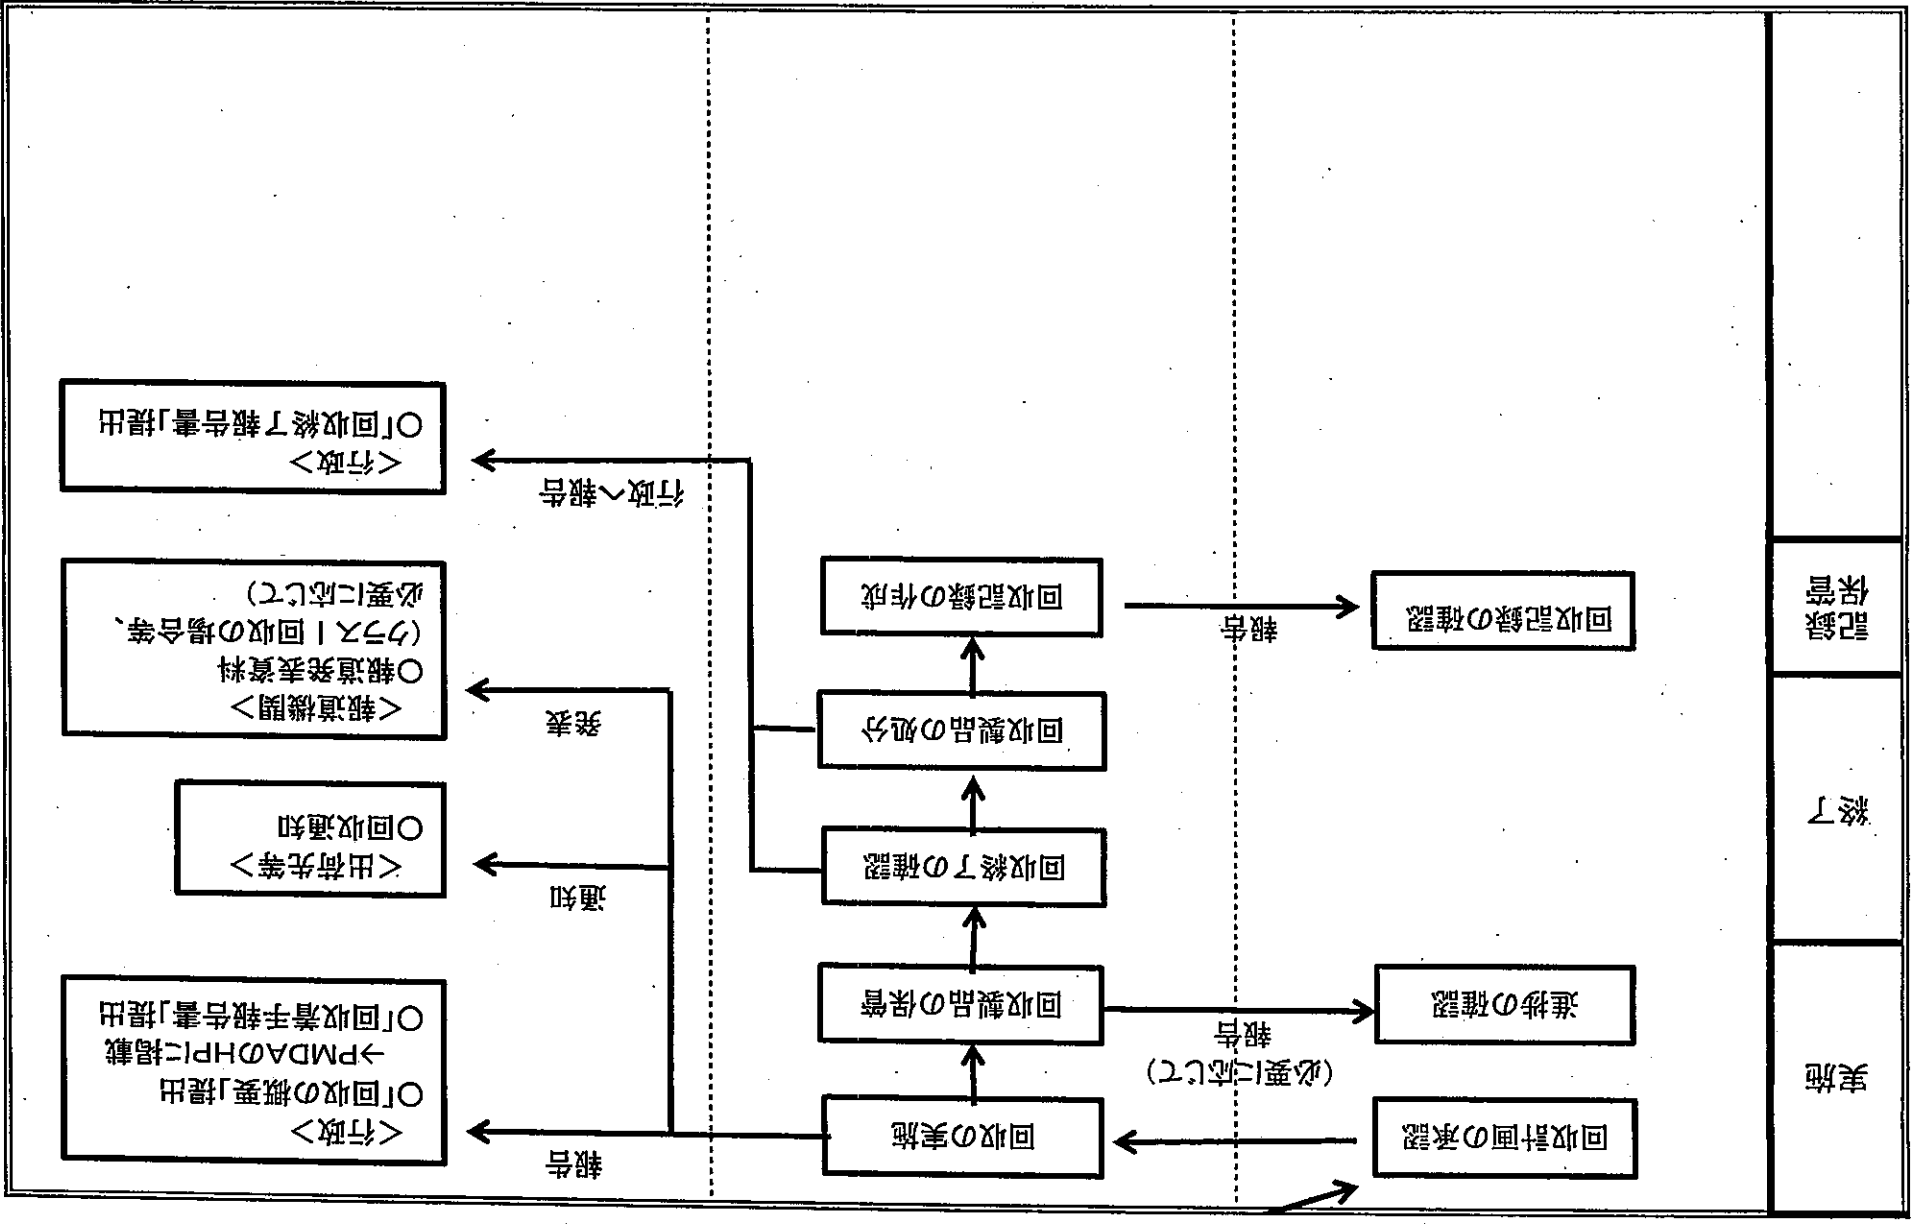 実施
回収計画の承認
回収の実施
報告
<行政>
○「回収の概要」提出
→PMDAのHPに掲載
○「回収着手報告書」提出
(必要に応じて)
報告
進捗の確認
回収製品の保管
通知
<出荷先等>
○回収通知
終了
回収終了の確認
回収製品の処分
発表
<報道機関>
○報道発表資料
(クラスⅠ回収の場合等、
必要に応じて)
記録
保管
報告
回収記録の確認
回収記録の作成
行政へ報告
<行政>
○「回収終了報告書」提出